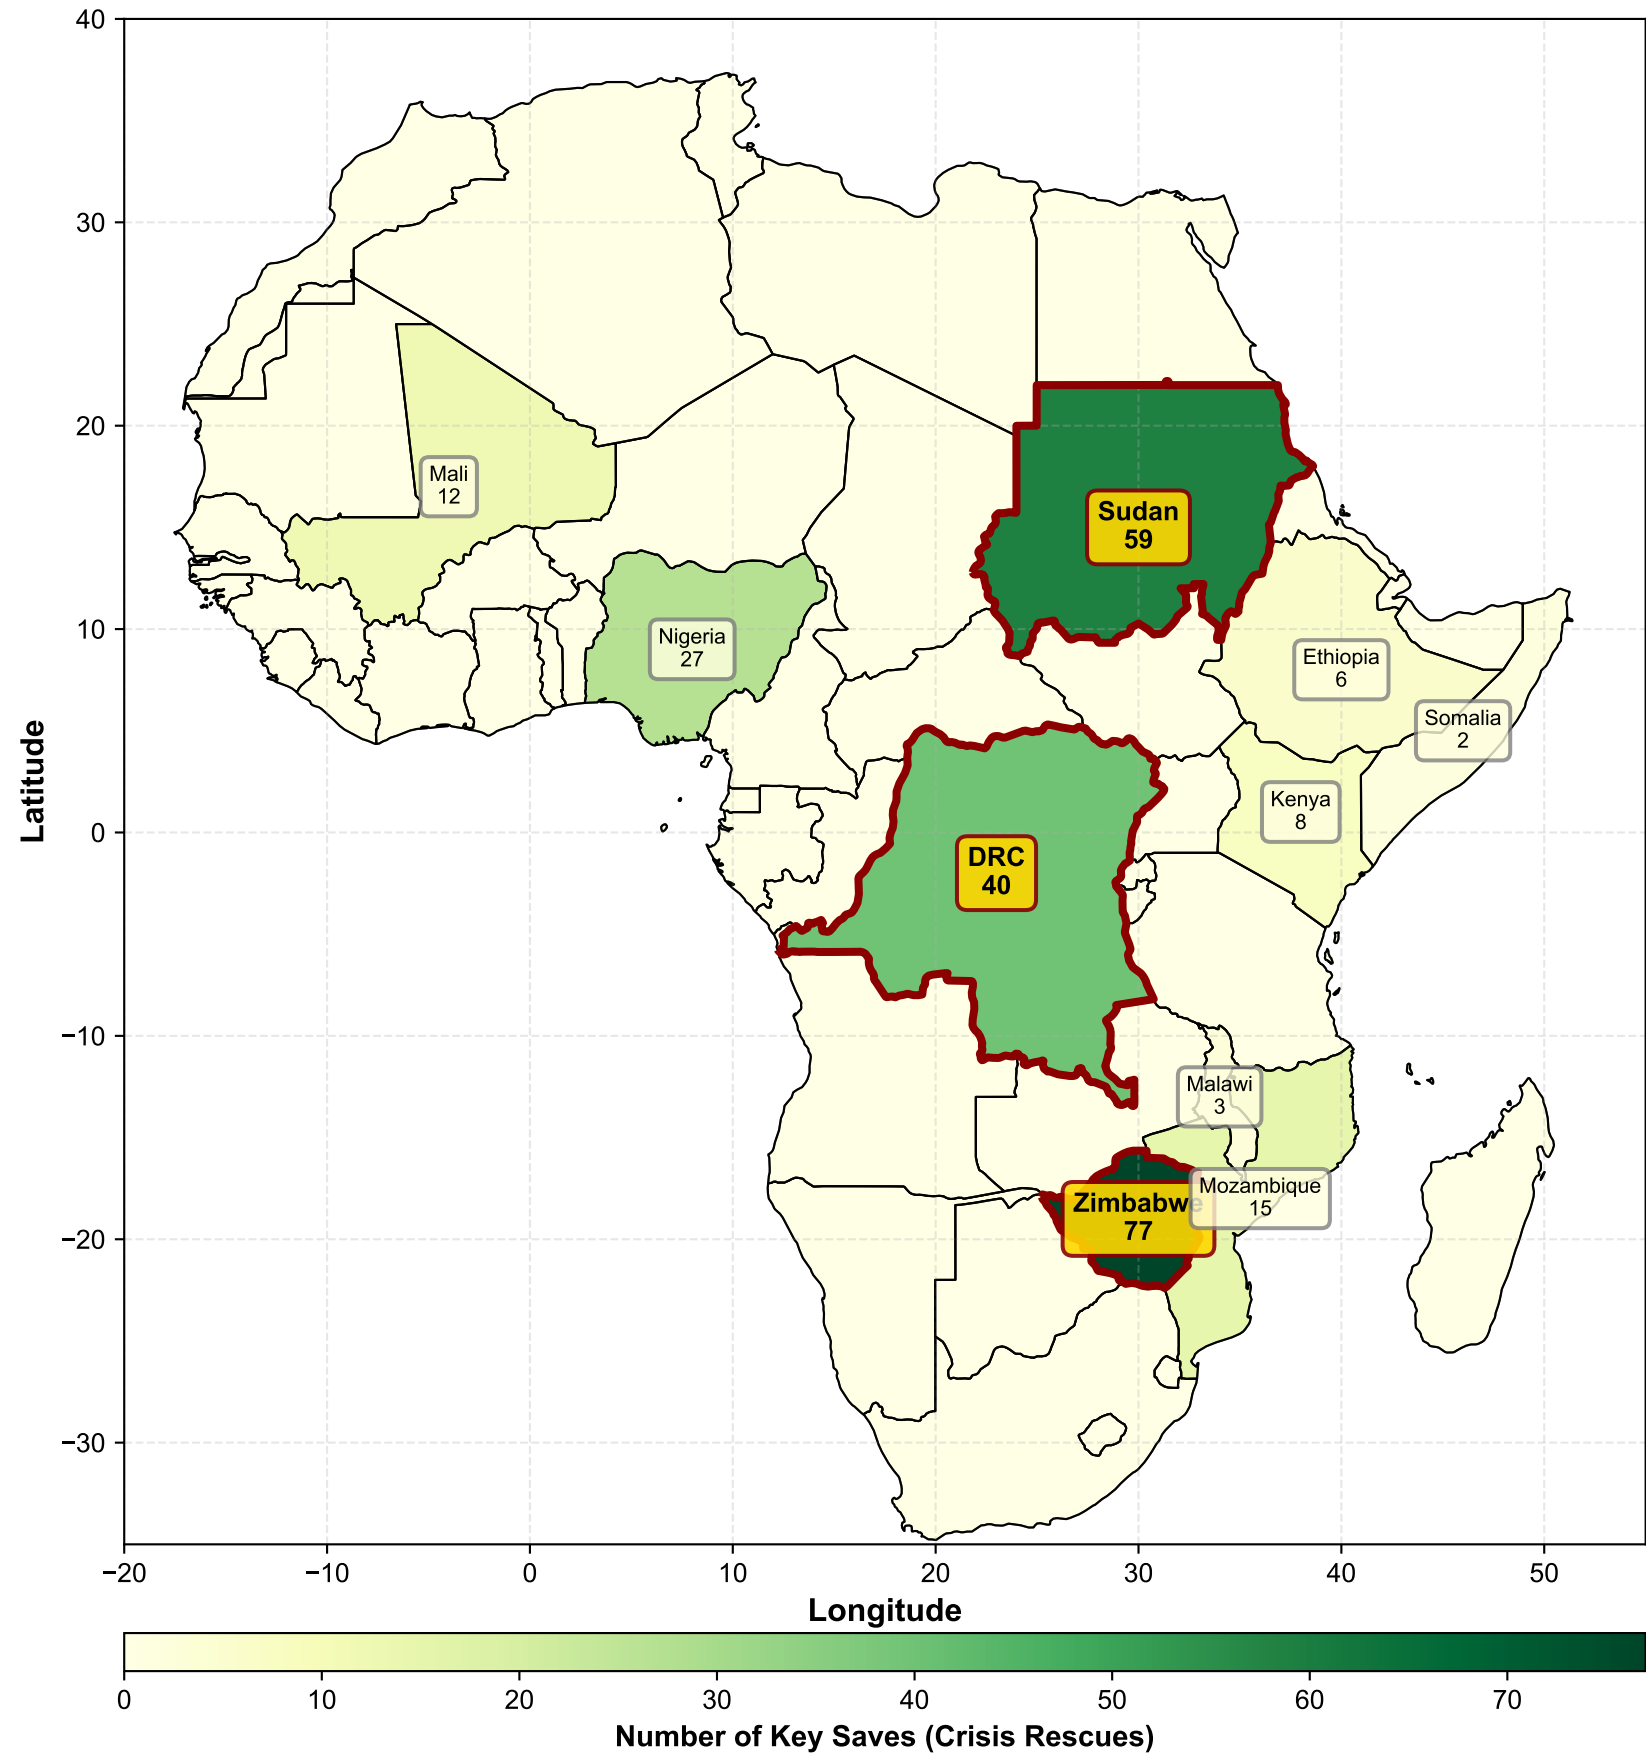 40
30
20
10
0
−10
−20
−30
Latitude
Mali
12
Nigeria
27
Sudan
59
Ethiopia
6
Somalia
2
Kenya
8
DRC
40
Malawi
3
Mozambique
15
Zimbabwe
77
−20 −10 0 10 20 30 40 50
Longitude
0 10 20 30 40 50 60 70
Number of Key Saves (Crisis Rescues)